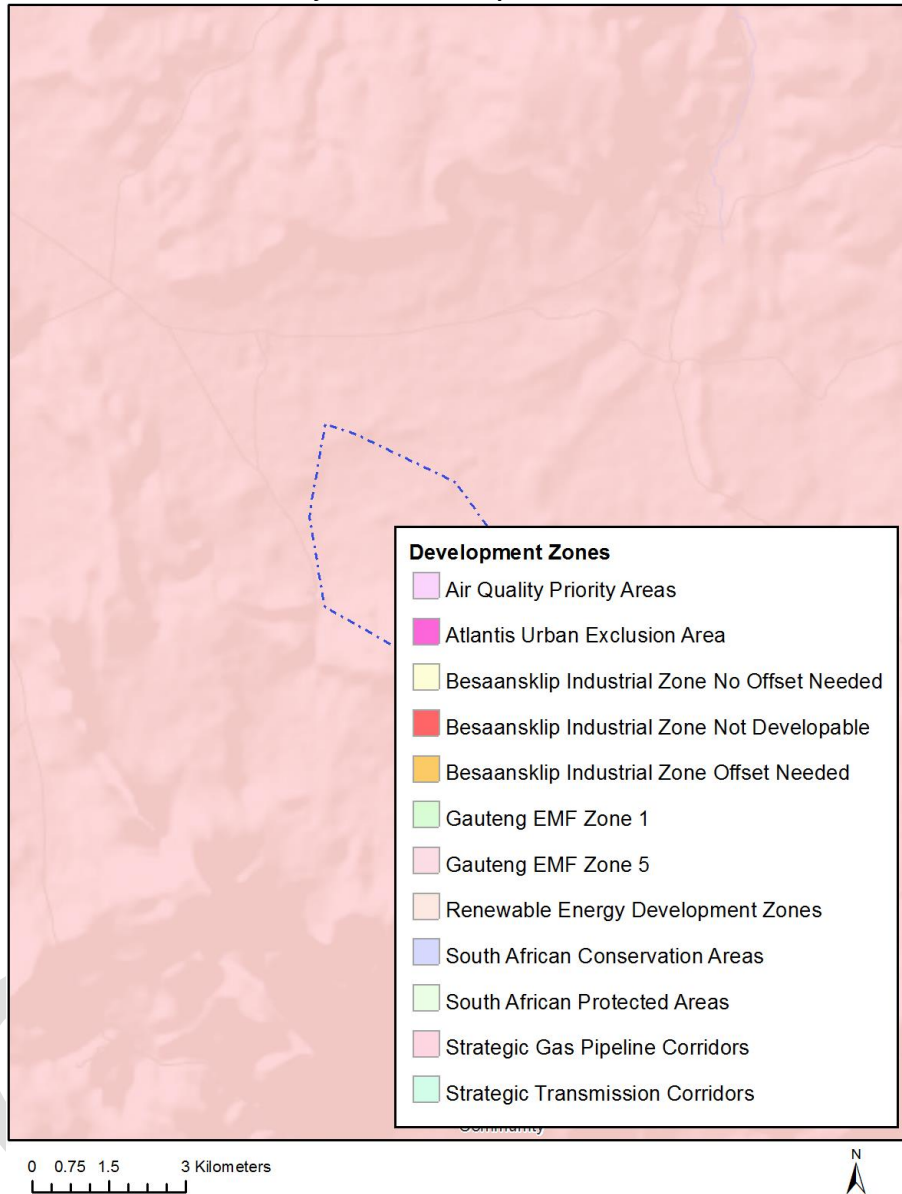 Development Zones
Air Quality Priority Areas
Atlantis Urban Exclusion Area
Besaansklip Industrial Zone No Offset Needed
Besaansklip Industrial Zone Not Developable
Besaansklip Industrial Zone Offset Needed
Gauteng EMF Zone 1
Gauteng EMF Zone 5
Renewable Energy Development Zones
South African Conservation Areas
South African Protected Areas
Strategic Gas Pipeline Corridors
Strategic Transmission Corridors
Community
0 0.75 1.5 3 Kilometers
N